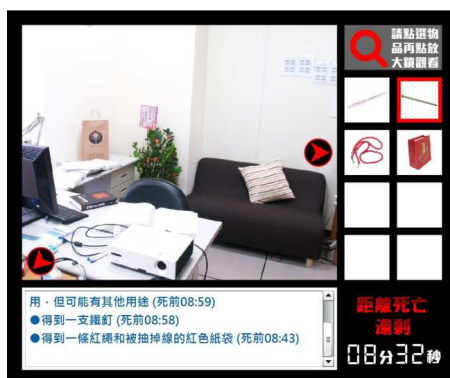 請點選物
品再點放
大鏡觀看
用，但可能有其他用途 (死前08:59)
●得到一支鐵釘 (死前08:58)
●得到一條紅繩和被抽掉線的紅色紙袋 (死前08:43)
距離死亡
還剩
08分32秒